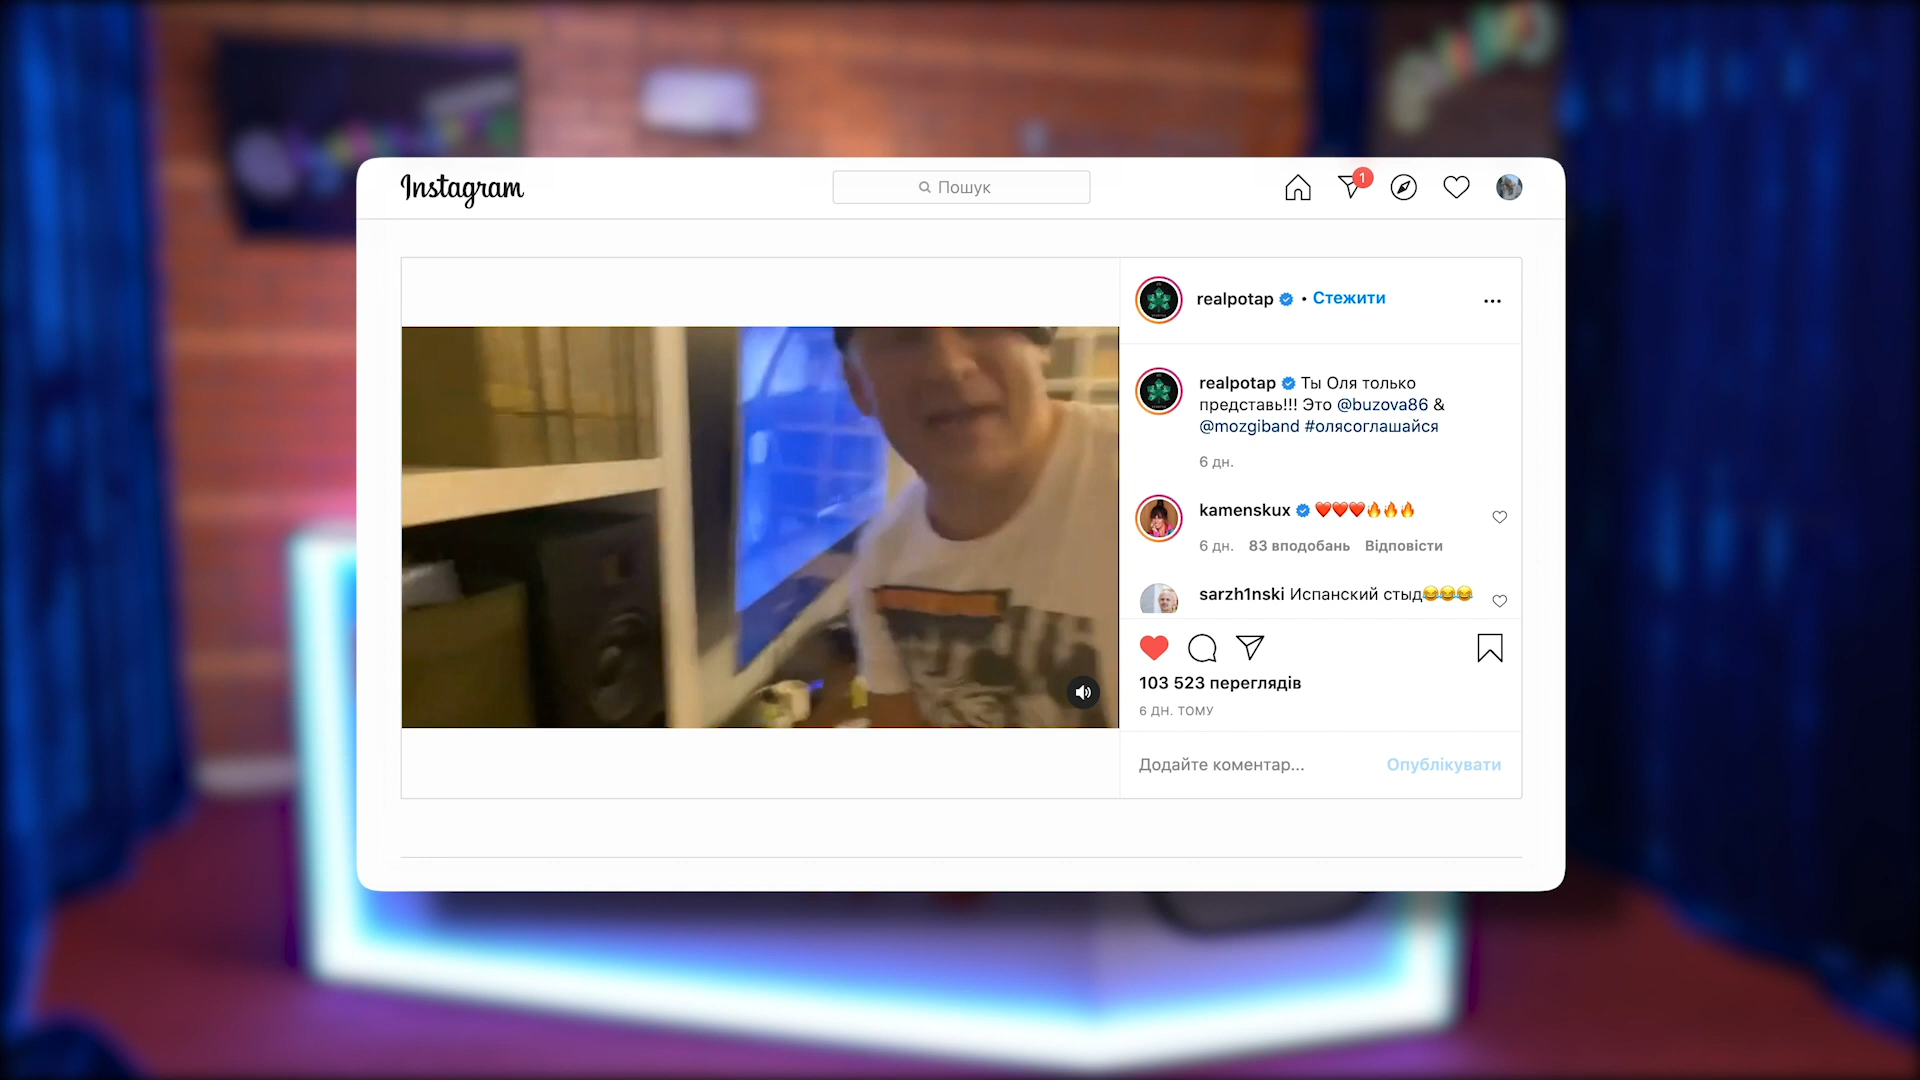 Instagram
Пошук
1
realpotap • Стежити
realpotap Ты Оля только
представь!!! Это @buzova86 &
@mozgiband #олясоглашайся
6 дн.
kamenskux ❤️❤️❤️🔥🔥🔥
6 дн. 83 вподобань Відповісти
sarzh1nski Испанский стыд😂😂😂
103 523 переглядів
6 ДН. ТОМУ
Додайте коментар... Опублікувати